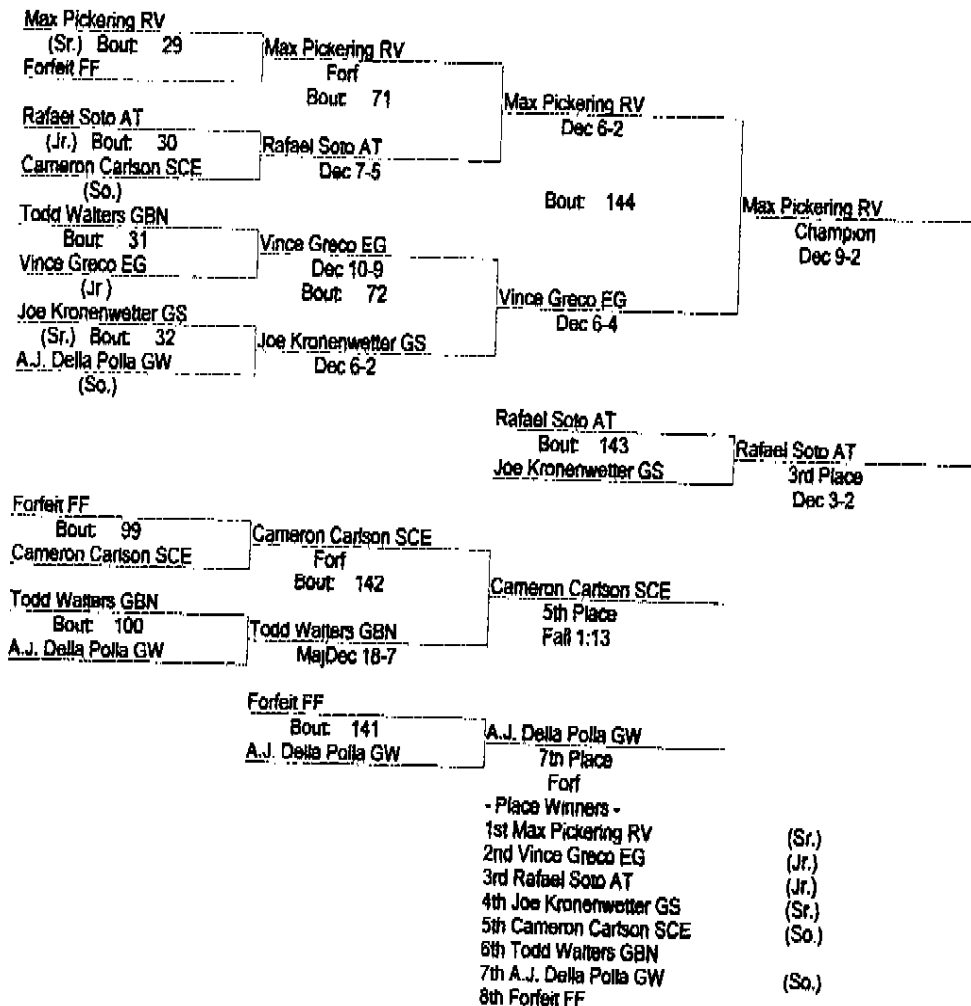 Max Pickering RV
(Sr.) Bout: 29
Forfeit FF
Max Pickering RV
Forf
Bout: 71
Rafael Soto AT
(Jr.) Bout: 30
Cameron Carlson SCE
(So.)
Rafael Soto AT
Dec 7-5
Max Pickering RV
Dec 6-2
Bout: 144
Max Pickering RV
Champion
Dec 9-2
Todd Walters GBN
Bout: 31
Vince Greco EG
(Jr)
Vince Greco EG
Dec 10-9
Bout: 72
Joe Kronenwetter GS
(Sr.) Bout: 32
A.J. Della Polla GW
(So.)
Joe Kronenwetter GS
Dec 6-2
Vince Greco EG
Dec 6-4
Rafael Soto AT
Bout: 143
Joe Kronenwetter GS
Rafael Soto AT
3rd Place
Dec 3-2
Forfeit FF
Bout: 99
Cameron Carlson SCE
Cameron Carlson SCE
Forf
Bout: 142
Todd Walters GBN
Bout: 100
A.J. Della Polla GW
Todd Walters GBN
MajDec 18-7
Cameron Carlson SCE
5th Place
Fall 1:13
Forfeit FF
Bout: 141
A.J. Della Polla GW
A.J. Della Polla GW
7th Place
Forf
- Place Winners -
1st Max Pickering RV (Sr.)
2nd Vince Greco EG (Jr.)
3rd Rafael Soto AT (Jr.)
4th Joe Kronenwetter GS (Sr.)
5th Cameron Carlson SCE (So.)
6th Todd Walters GBN
7th A.J. Della Polla GW (So.)
8th Forfeit FF